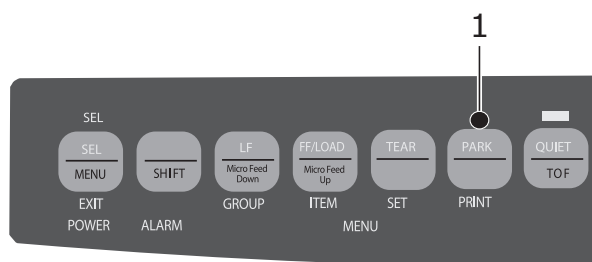 1
SEL
SEL LF FF/LOAD TEAR PARK QUIET
MENU SHIFT Micro Feed Down Micro Feed Up TOF
EXIT GROUP ITEM SET PRINT
POWER ALARM MENU